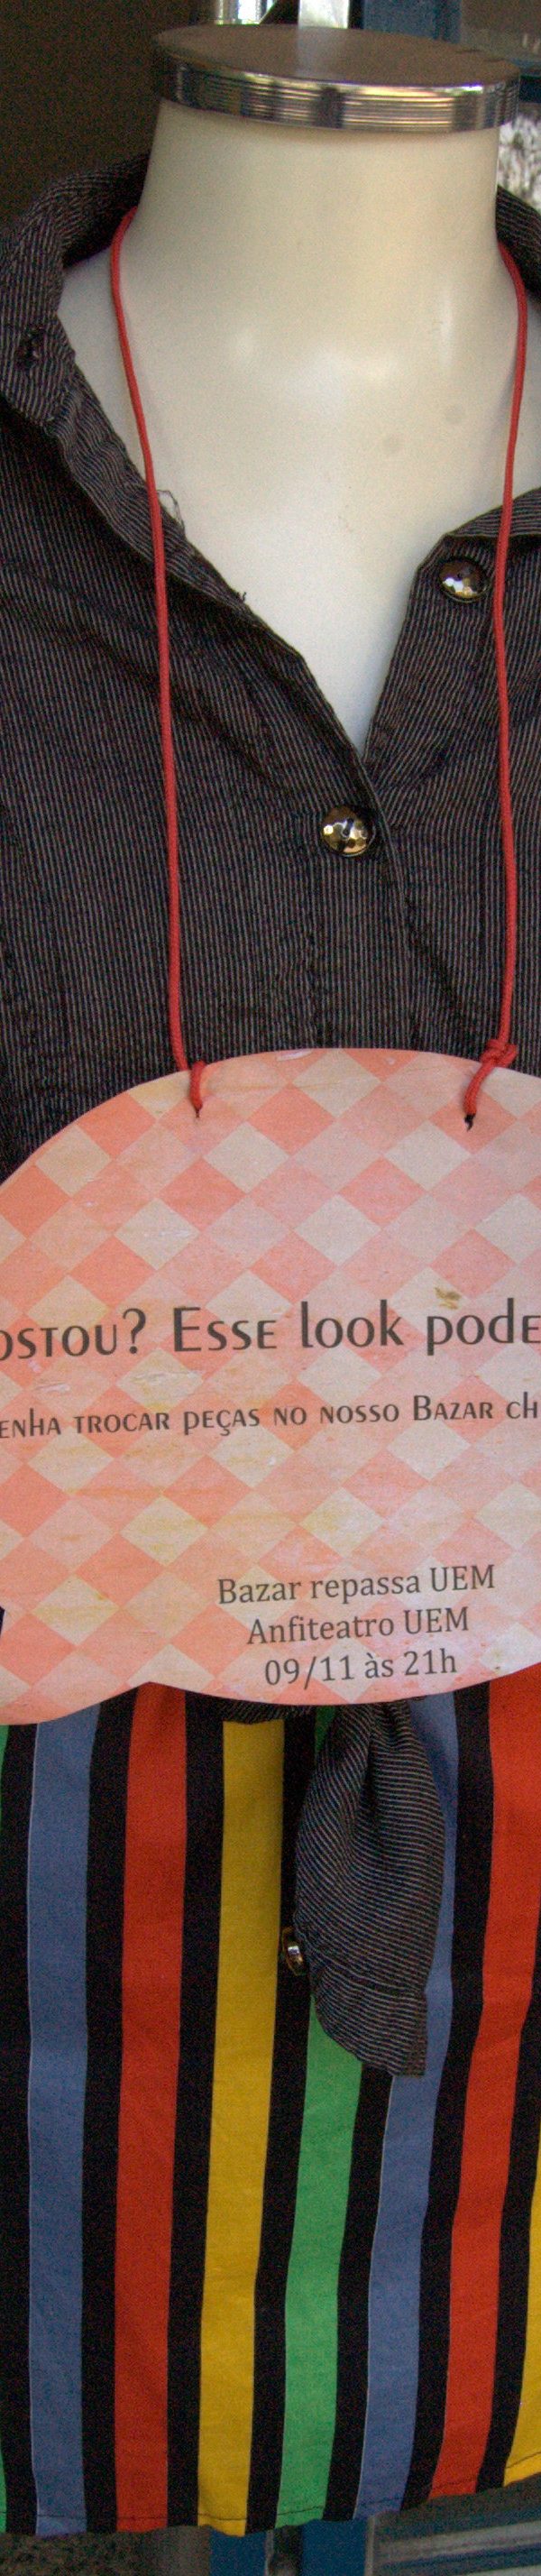 OSTOU? ESSE look pode
ENHA TROCAR PEÇAS NO NOSSO BAZAR CH
Bazar repassa UEM
Anfiteatro UEM
09/11 às 21h